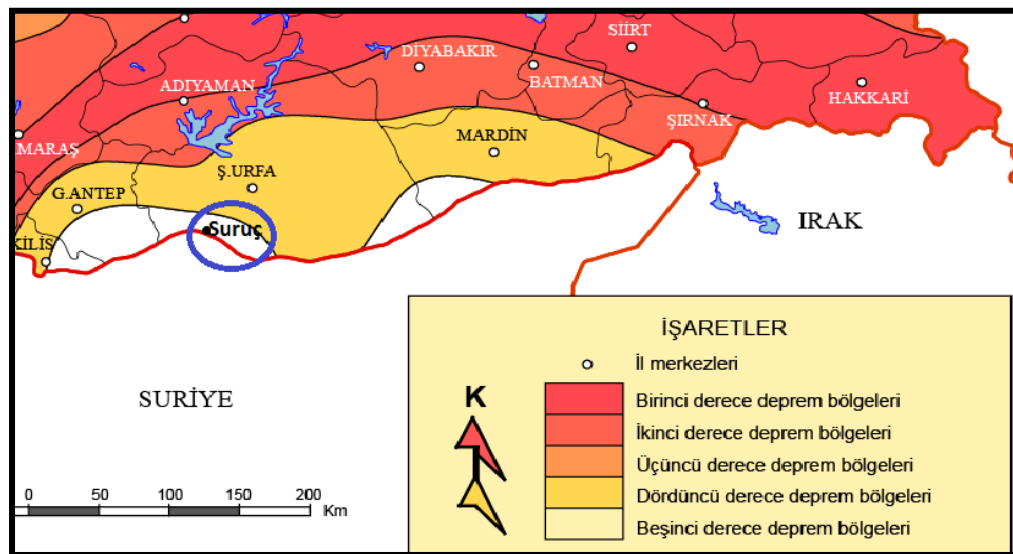 SİİRT
DİYABAKIR
BATMAN
ADIYAMAN
HAKKARİ
ŞIRNAK
MARDİN
MARAŞ
Ş.URFA
G.ANTEP
Suruç
KİLİS
IRAK
SURİYE
İŞARETLER
İl merkezleri
K
Birinci derece deprem bölgeleri
İkinci derece deprem bölgeleri
Üçüncü derece deprem bölgeleri
Dördüncü derece deprem bölgeleri
Beşinci derece deprem bölgeleri
0 50 100 150 200
Km